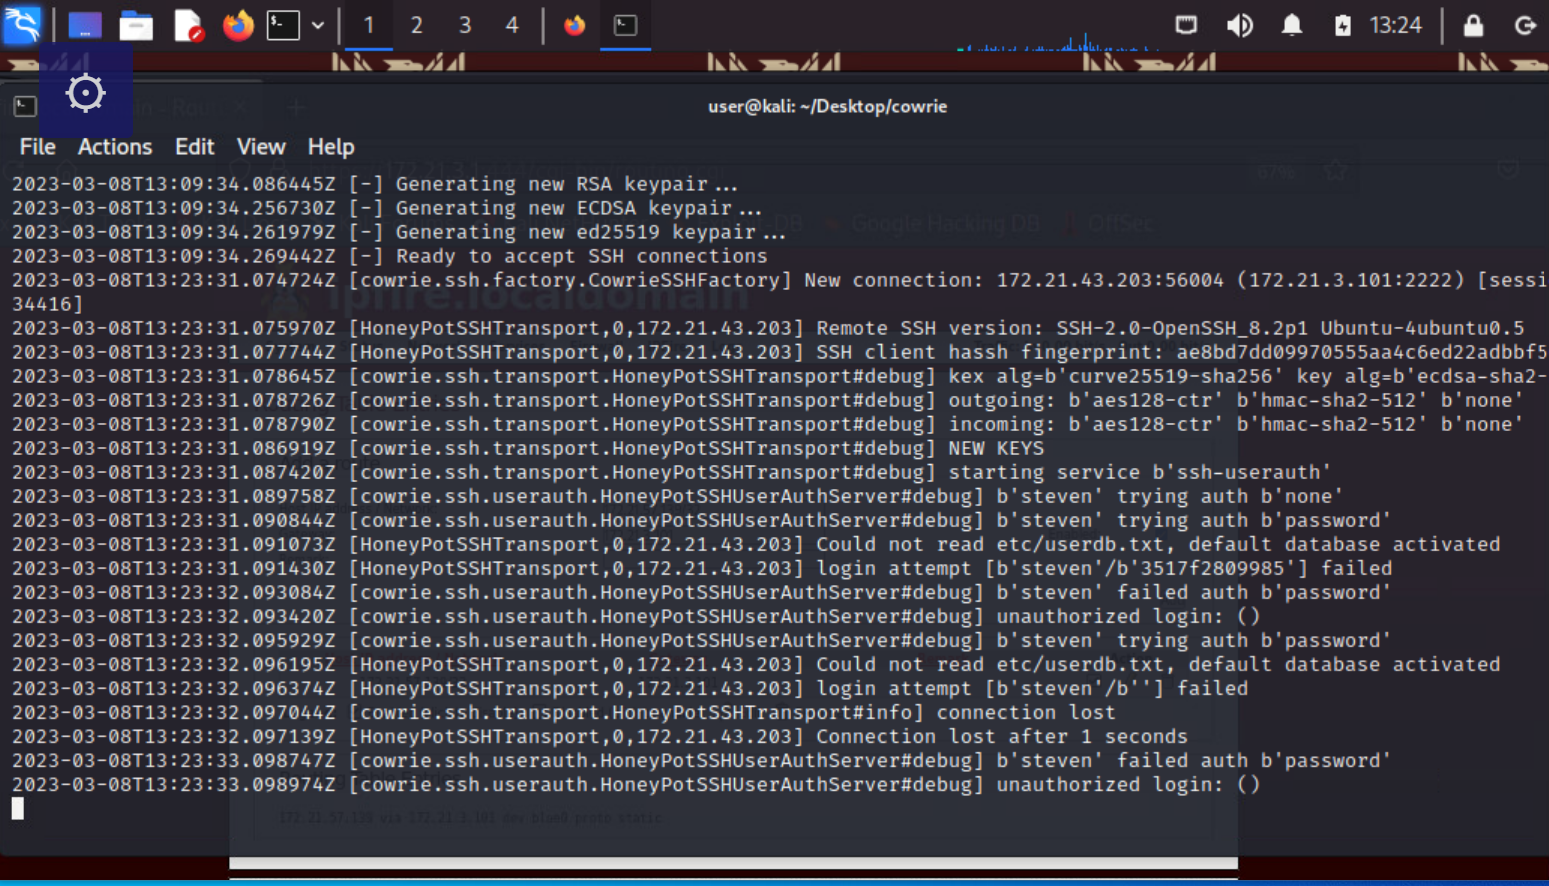 1 2 3 4 13:24
user@kali: ~/Desktop/cowrie
File Actions Edit View Help
2023-03-08T13:09:34.086445Z [-] Generating new RSA keypair...
2023-03-08T13:09:34.256730Z [-] Generating new ECDSA keypair...
2023-03-08T13:09:34.261979Z [-] Generating new ed25519 keypair...
2023-03-08T13:09:34.269442Z [-] Ready to accept SSH connections
2023-03-08T13:23:31.074724Z [cowrie.ssh.factory.CowrieSSHFactory] New connection: 172.21.43.203:56004 (172.21.3.101:2222) [sessi
34416]
2023-03-08T13:23:31.075970Z [HoneyPotSSHTransport,0,172.21.43.203] Remote SSH version: SSH-2.0-OpenSSH_8.2p1 Ubuntu-4ubuntu0.5
2023-03-08T13:23:31.077744Z [HoneyPotSSHTransport,0,172.21.43.203] SSH client hassh fingerprint: ae8bd7dd09970555aa4c6ed22adbbf5
2023-03-08T13:23:31.078645Z [cowrie.ssh.transport.HoneyPotSSHTransport#debug] kex alg=b'curve25519-sha256' key alg=b'ecdsa-sha2-
2023-03-08T13:23:31.078726Z [cowrie.ssh.transport.HoneyPotSSHTransport#debug] outgoing: b'aes128-ctr' b'hmac-sha2-512' b'none'
2023-03-08T13:23:31.078790Z [cowrie.ssh.transport.HoneyPotSSHTransport#debug] incoming: b'aes128-ctr' b'hmac-sha2-512' b'none'
2023-03-08T13:23:31.086919Z [cowrie.ssh.transport.HoneyPotSSHTransport#debug] NEW KEYS
2023-03-08T13:23:31.087420Z [cowrie.ssh.transport.HoneyPotSSHTransport#debug] starting service b'ssh-userauth'
2023-03-08T13:23:31.089758Z [cowrie.ssh.userauth.HoneyPotSSHUserAuthServer#debug] b'steven' trying auth b'none'
2023-03-08T13:23:31.090844Z [cowrie.ssh.userauth.HoneyPotSSHUserAuthServer#debug] b'steven' trying auth b'password'
2023-03-08T13:23:31.091073Z [HoneyPotSSHTransport,0,172.21.43.203] Could not read etc/userdb.txt, default database activated
2023-03-08T13:23:31.091430Z [HoneyPotSSHTransport,0,172.21.43.203] login attempt [b'steven'/b'3517f2809985'] failed
2023-03-08T13:23:32.093084Z [cowrie.ssh.userauth.HoneyPotSSHUserAuthServer#debug] b'steven' failed auth b'password'
2023-03-08T13:23:32.093420Z [cowrie.ssh.userauth.HoneyPotSSHUserAuthServer#debug] unauthorized login: ()
2023-03-08T13:23:32.095929Z [cowrie.ssh.userauth.HoneyPotSSHUserAuthServer#debug] b'steven' trying auth b'password'
2023-03-08T13:23:32.096195Z [HoneyPotSSHTransport,0,172.21.43.203] Could not read etc/userdb.txt, default database activated
2023-03-08T13:23:32.096374Z [HoneyPotSSHTransport,0,172.21.43.203] login attempt [b'steven'/b''] failed
2023-03-08T13:23:32.097044Z [cowrie.ssh.transport.HoneyPotSSHTransport#info] connection lost
2023-03-08T13:23:32.097139Z [HoneyPotSSHTransport,0,172.21.43.203] Connection lost after 1 seconds
2023-03-08T13:23:33.098747Z [cowrie.ssh.userauth.HoneyPotSSHUserAuthServer#debug] b'steven' failed auth b'password'
2023-03-08T13:23:33.098974Z [cowrie.ssh.userauth.HoneyPotSSHUserAuthServer#debug] unauthorized login: ()